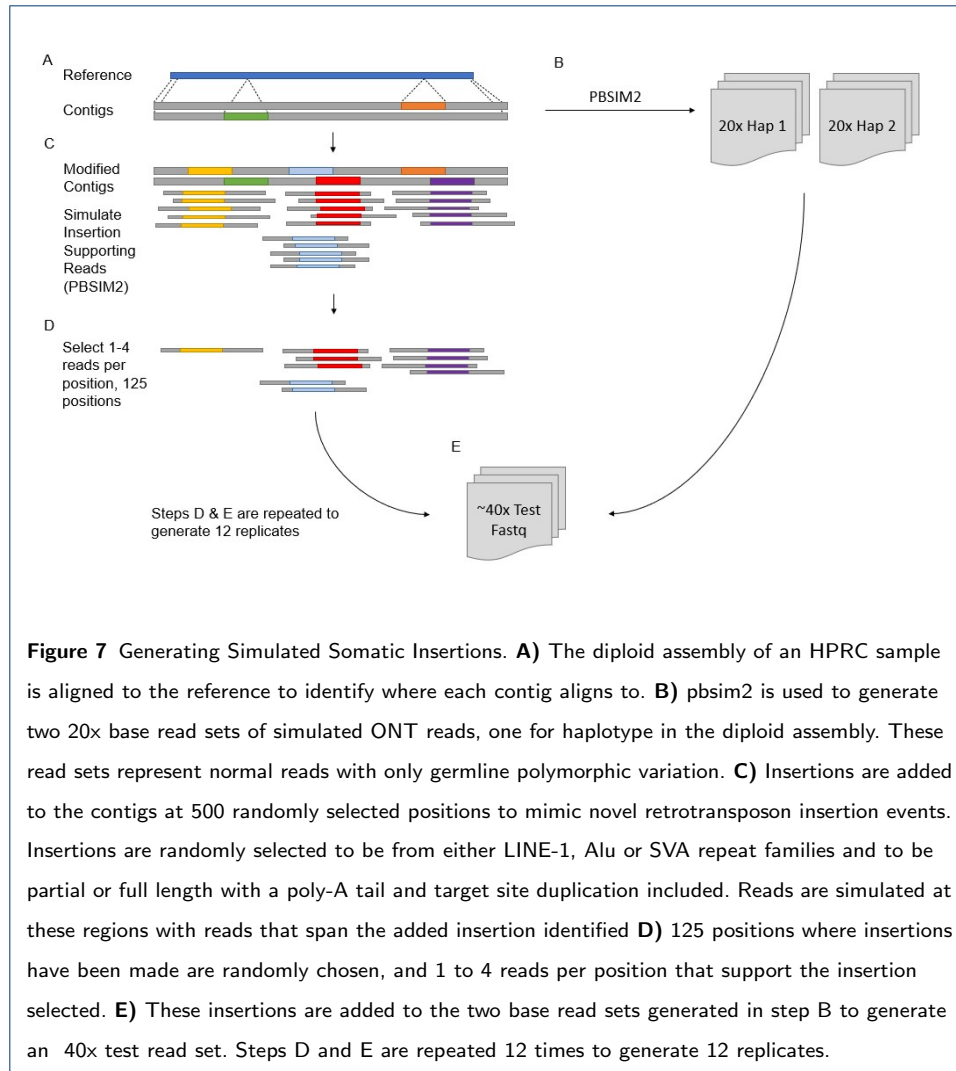 A
Reference
Contigs
B
PBSIM2
20x Hap 1
20x Hap 2
C
Modified
Contigs
Simulate
Insertion
Supporting
Reads
(PBSIM2)
D
Select 1-4
reads per
position, 125
positions
E
~40x Test
Fastq
Steps D & E are repeated to
generate 12 replicates
Figure 7 Generating Simulated Somatic Insertions. A) The diploid assembly of an HPRC sample
is aligned to the reference to identify where each contig aligns to. B) pbsim2 is used to generate
two 20x base read sets of simulated ONT reads, one for haplotype in the diploid assembly. These
read sets represent normal reads with only germline polymorphic variation. C) Insertions are added
to the contigs at 500 randomly selected positions to mimic novel retrotransposon insertion events.
Insertions are randomly selected to be from either LINE-1, Alu or SVA repeat families and to be
partial or full length with a poly-A tail and target site duplication included. Reads are simulated at
these regions with reads that span the added insertion identified D) 125 positions where insertions
have been made are randomly chosen, and 1 to 4 reads per position that support the insertion
selected. E) These insertions are added to the two base read sets generated in step B to generate
an 40x test read set. Steps D and E are repeated 12 times to generate 12 replicates.